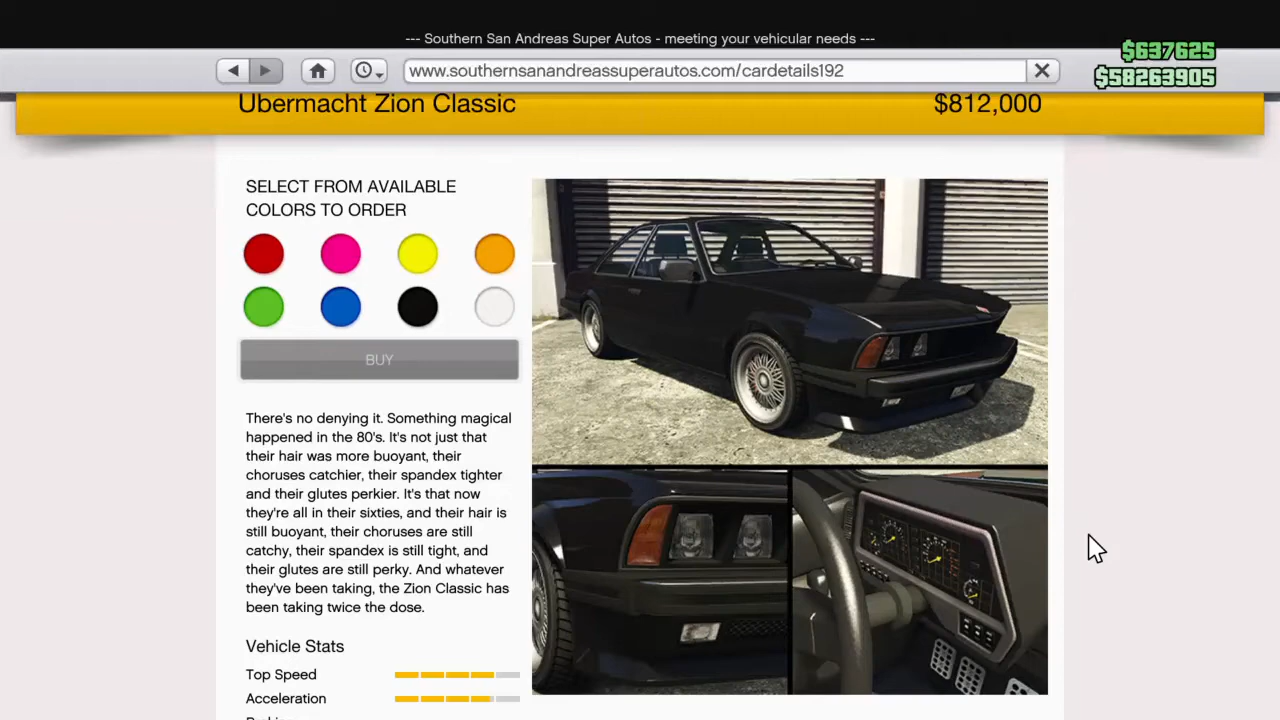 --- Southern San Andreas Super Autos - meeting your vehicular needs ---
$637625
www.southernsanandreassuperautos.com/cardetails192
$58263905
Übermacht Zion Classic
$812,000
SELECT FROM AVAILABLE
COLORS TO ORDER
BUY
There's no denying it. Something magical
happened in the 80's. It's not just that
their hair was more buoyant, their
choruses catchier, their spandex tighter
and their glutes perkier. It's that now
they're all in their sixties, and their hair is
still buoyant, their choruses are still
catchy, their spandex is still tight, and
their glutes are still perky. And whatever
they've been taking, the Zion Classic has
been taking twice the dose.
Vehicle Stats
Top Speed
Acceleration